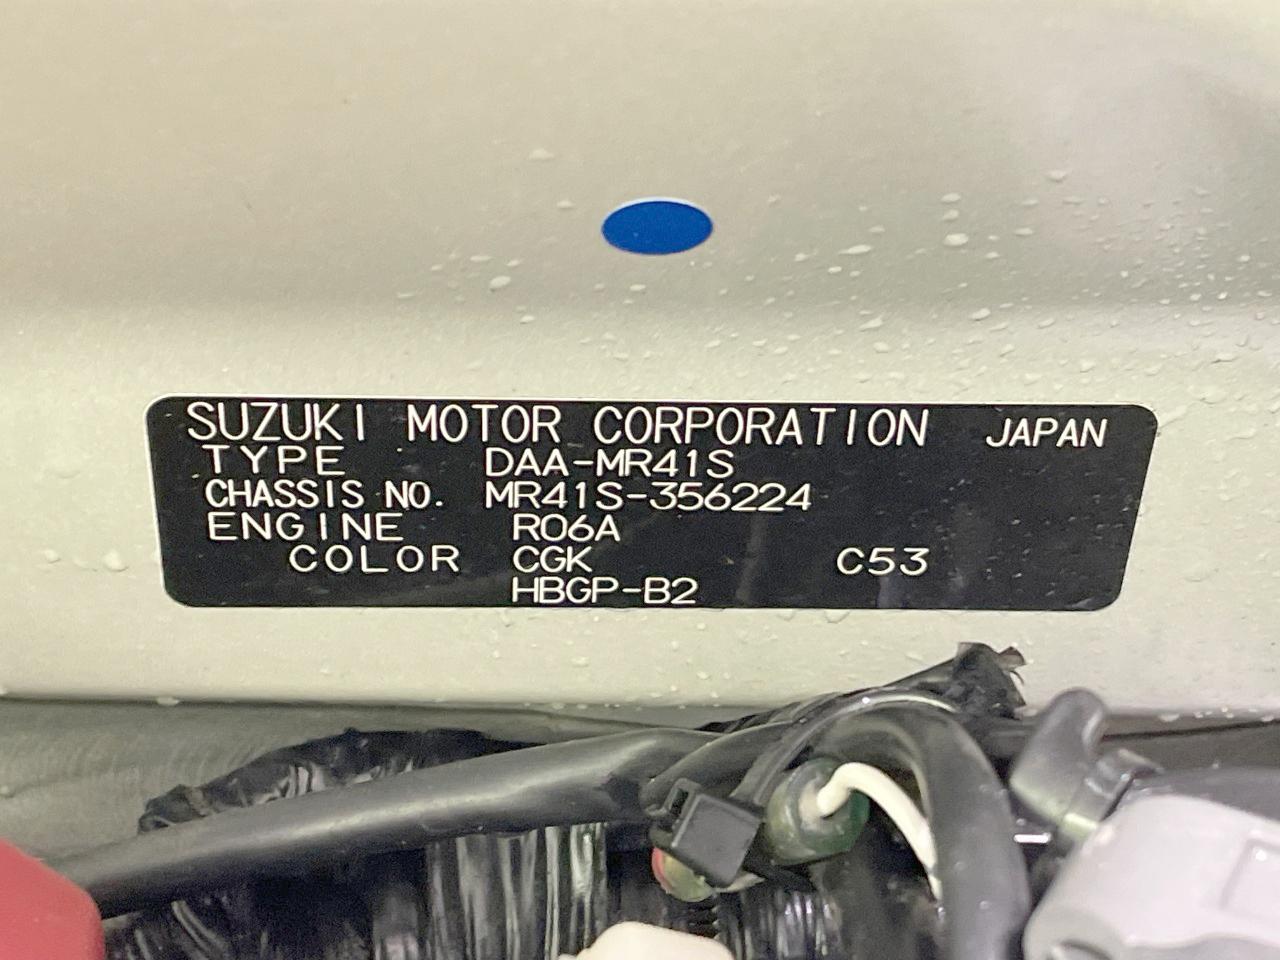 SUZUKI MOTOR CORPORATION JAPAN
TYPE DAA-MR41S
CHASSIS NO. MR41S-356224
ENGINE R06A
COLOR CGK C53
HBGP-B2